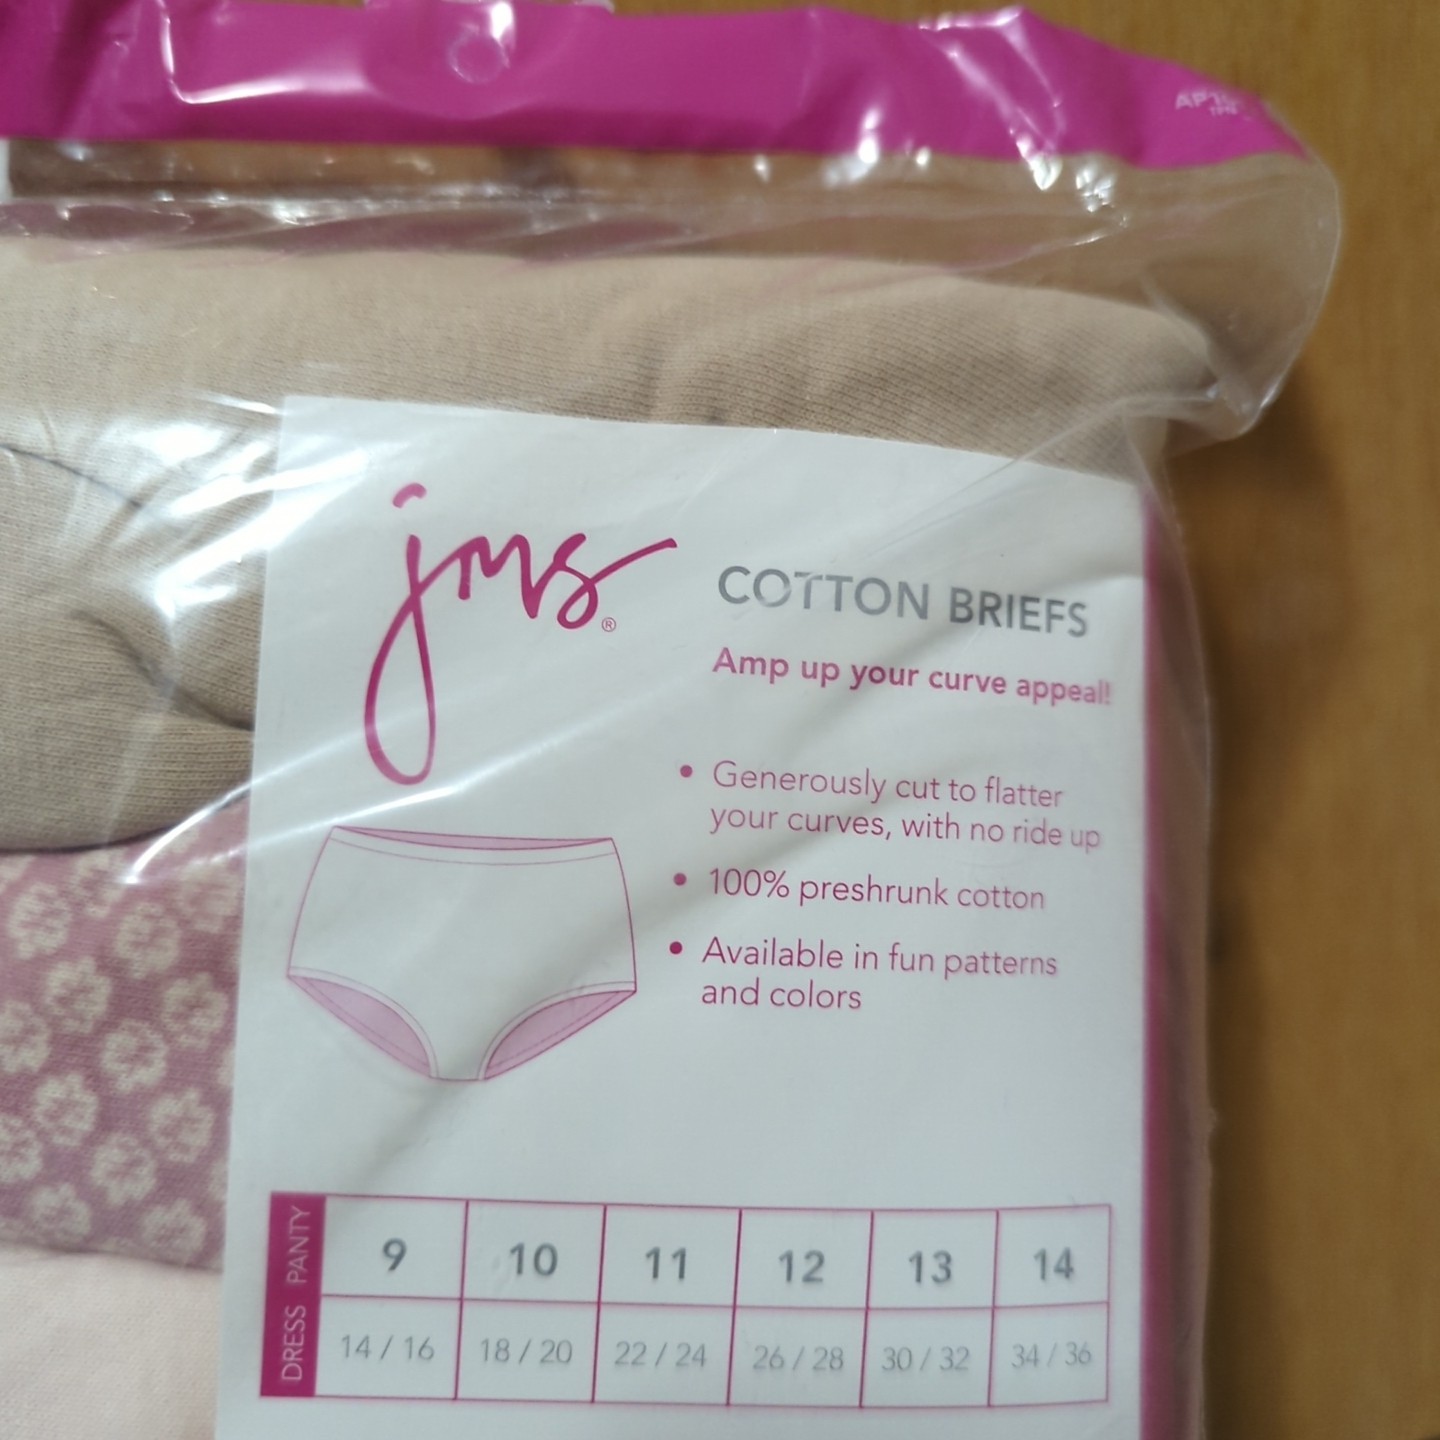 jms®
COTTON BRIEFS
Amp up your curve appeal!
• Generously cut to flatter
your curves, with no ride up
• 100% preshrunk cotton
• Available in fun patterns
and colors
PANTY 9 10 11 12 13 14
DRESS 14 / 16 18 / 20 22 / 24 26 / 28 30 / 32 34 / 36